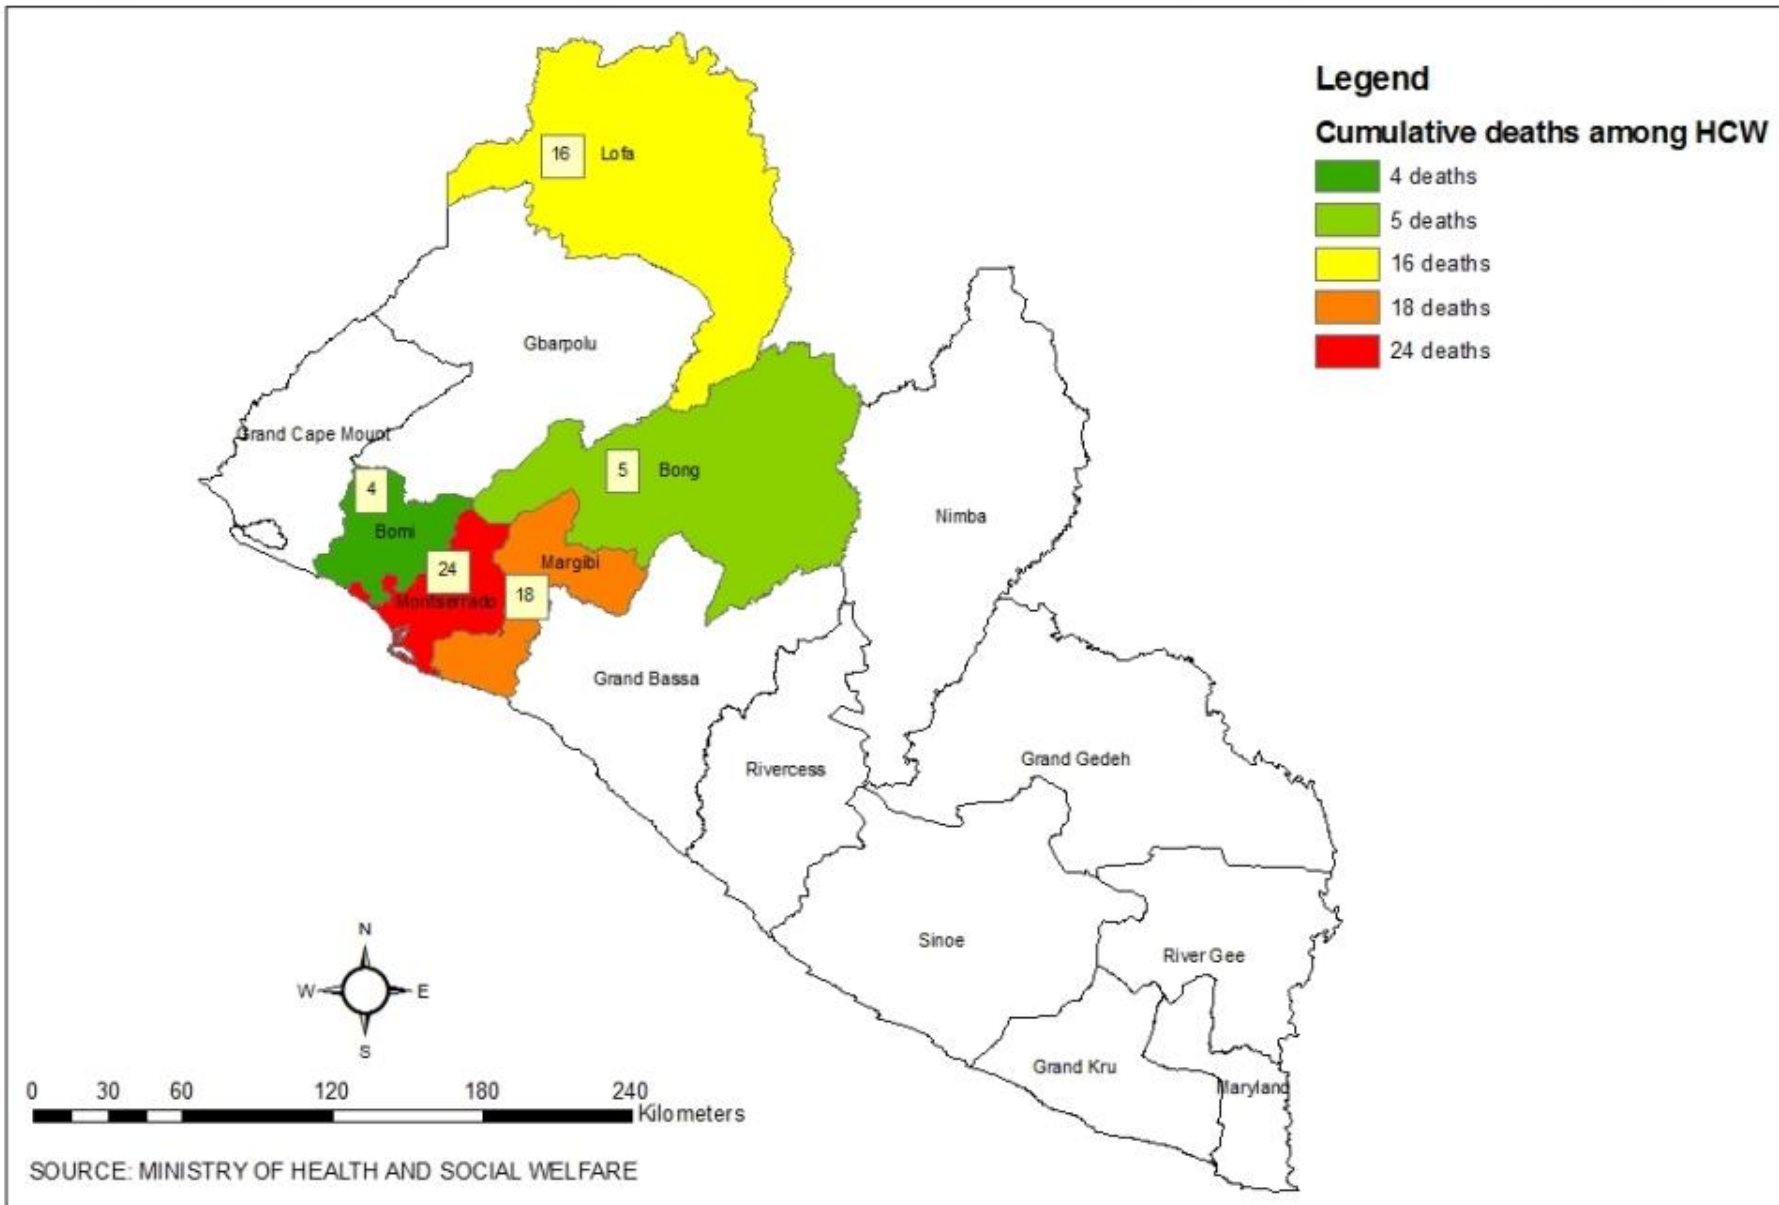 Legend
Cumulative deaths among HCW
4 deaths
5 deaths
16 deaths
18 deaths
24 deaths
16 Lofa
Gbarpolu
Grand Cape Mount
5 Bong
4
Bomi
Nimba
24
Margibi
18
Montserrado
Grand Bassa
Rivercess
Grand Gedeh
Sinoe
River Gee
Grand Kru
Maryland
N
W E
S
0 30 60 120 180 240
Kilometers
SOURCE: MINISTRY OF HEALTH AND SOCIAL WELFARE